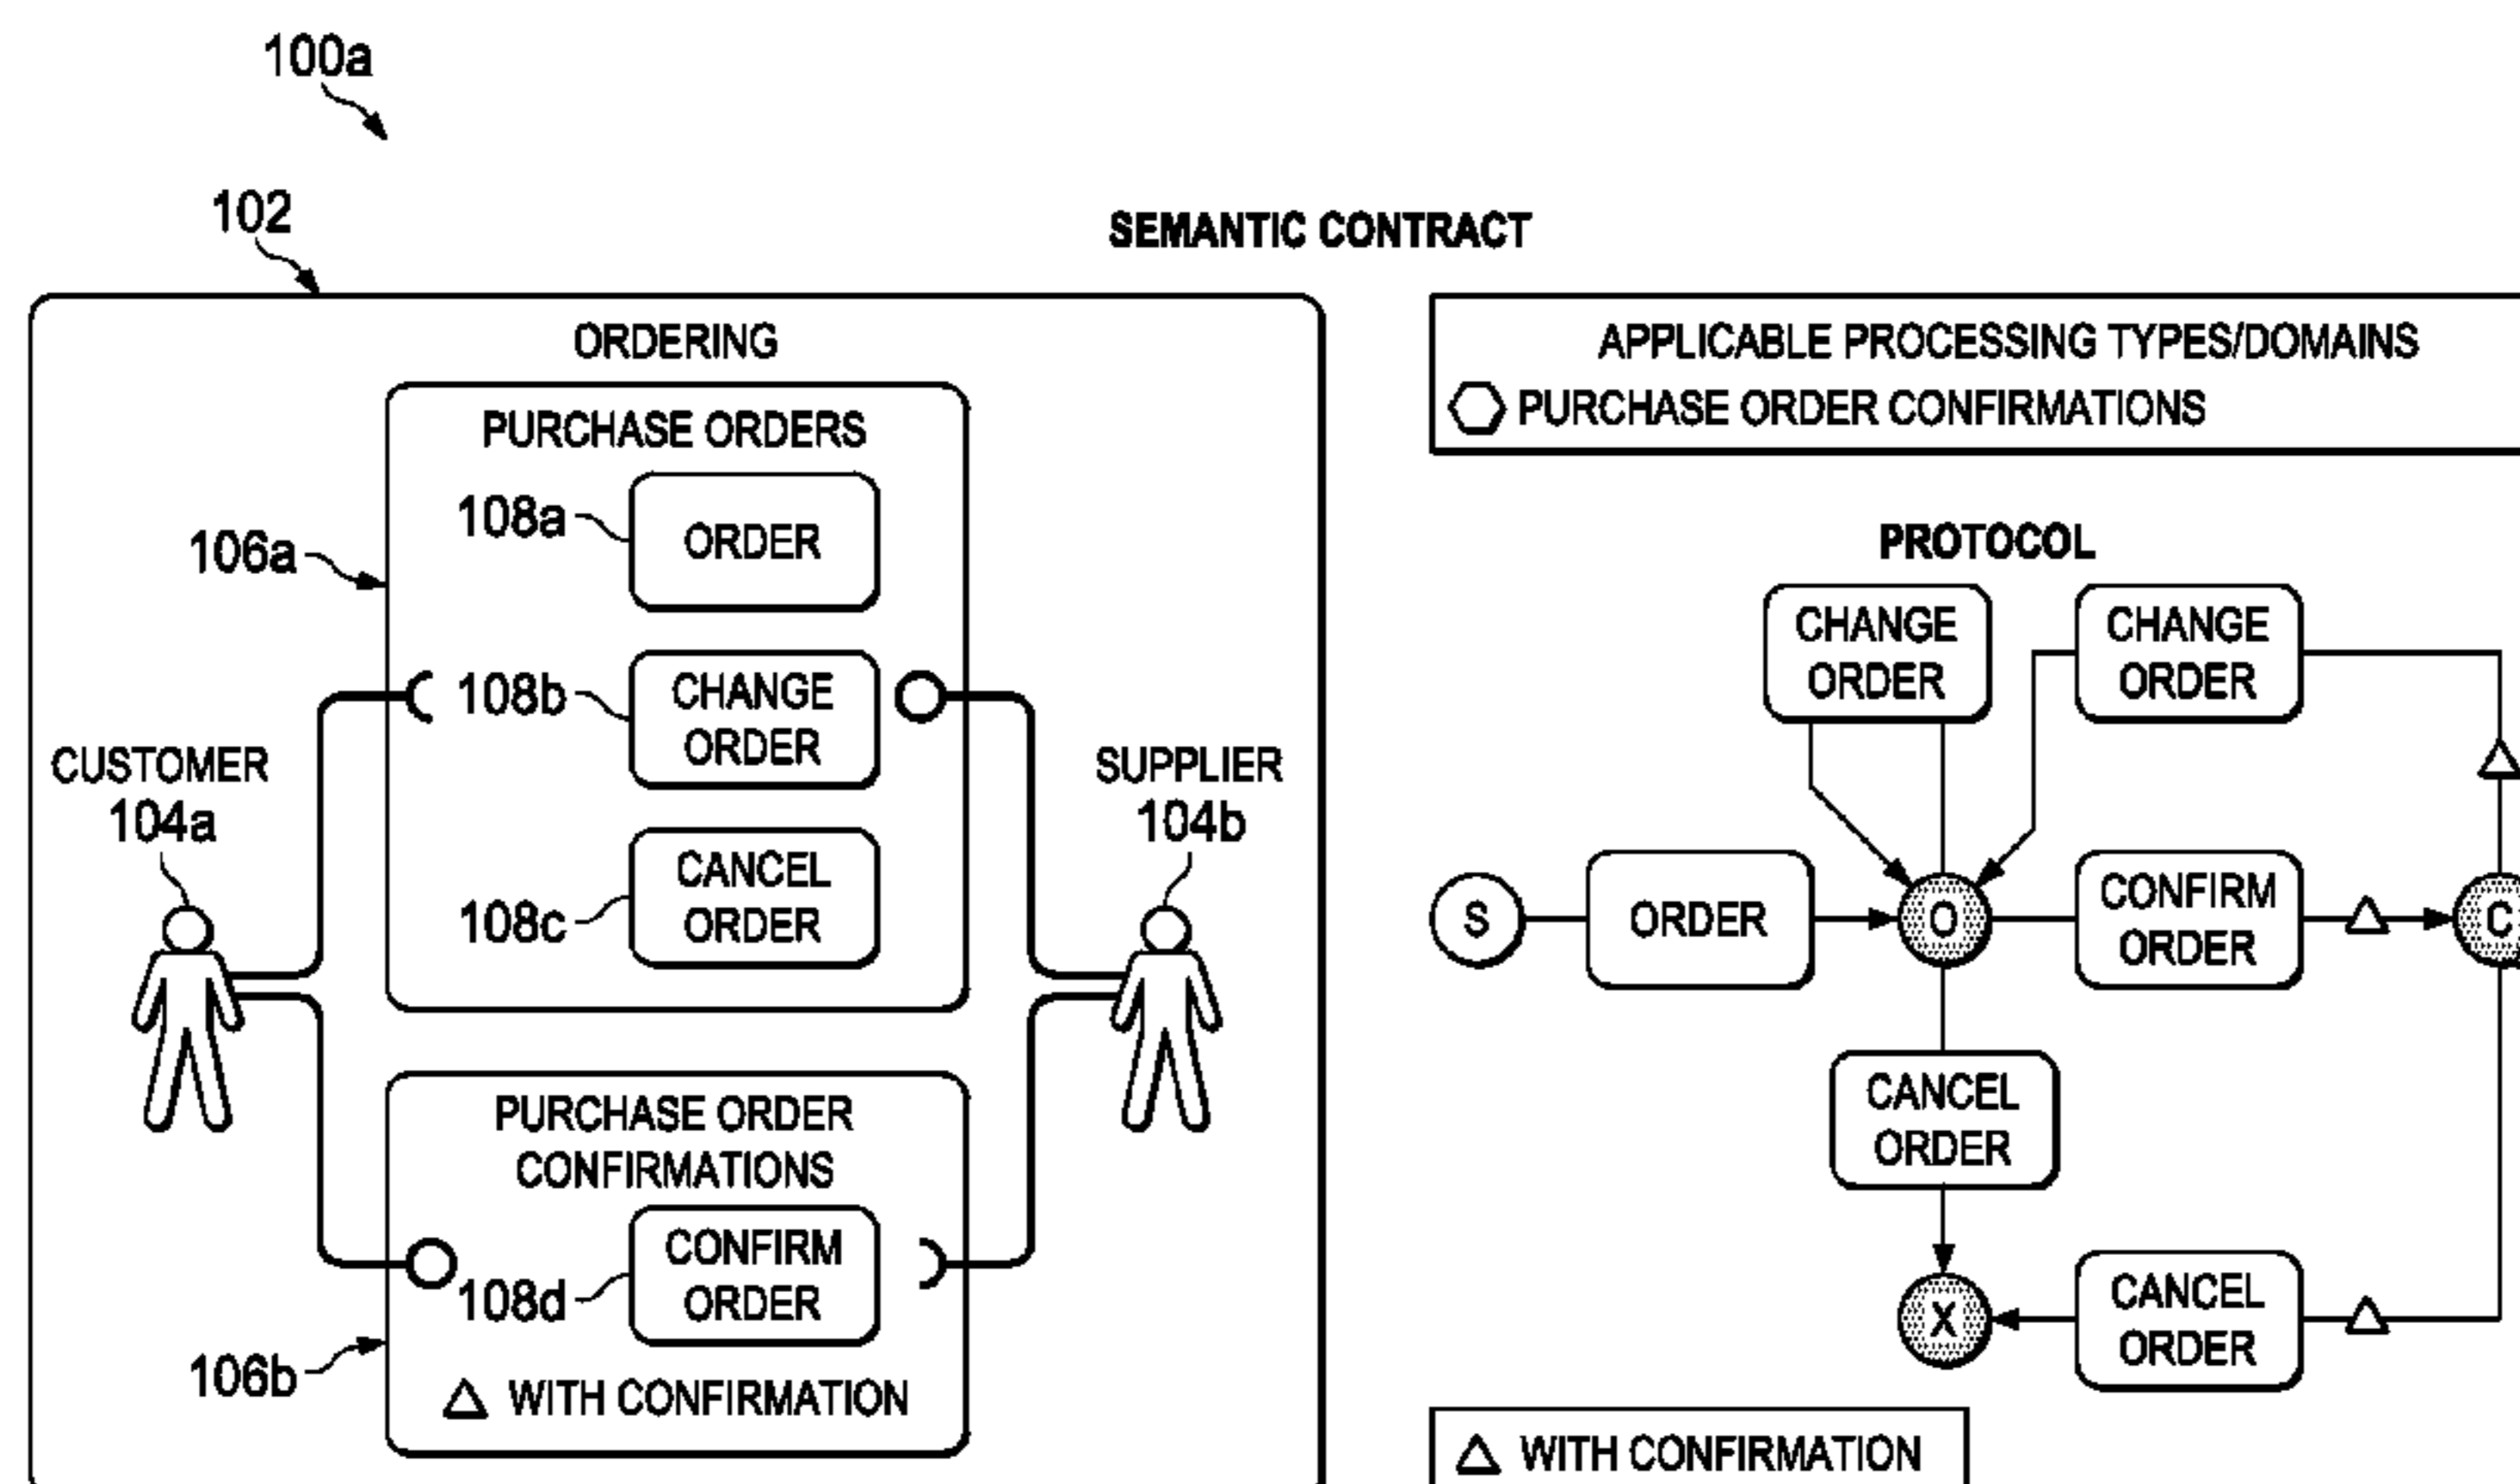 100a
102
SEMANTIC CONTRACT
ORDERING
PURCHASE ORDERS
108a
ORDER
106a
108b
CHANGE
ORDER
CUSTOMER
104a
SUPPLIER
104b
108c
CANCEL
ORDER
PURCHASE ORDER
CONFIRMATIONS
108d
CONFIRM
ORDER
106b
WITH CONFIRMATION
APPLICABLE PROCESSING TYPES/DOMAINS
PURCHASE ORDER CONFIRMATIONS
PROTOCOL
CHANGE
ORDER
CHANGE
ORDER
S
ORDER
O
CONFIRM
ORDER
C
CANCEL
ORDER
X
CANCEL
ORDER
WITH CONFIRMATION